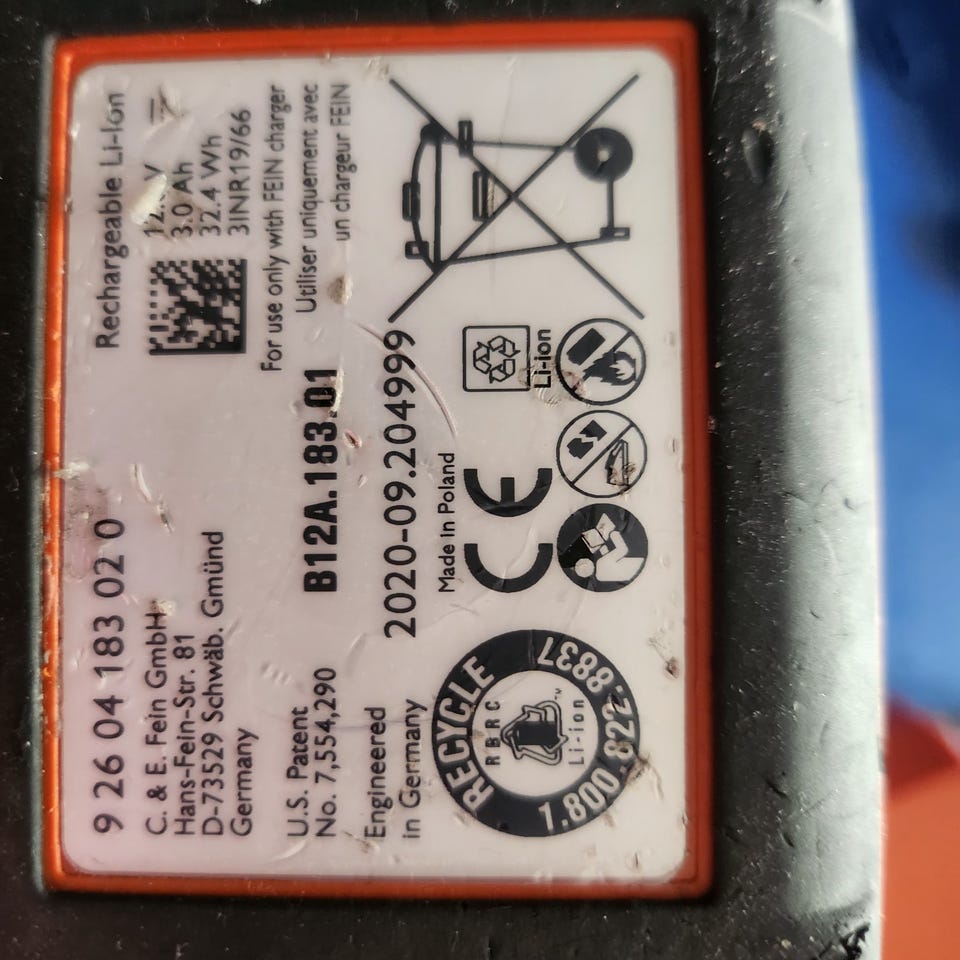 9 26 04 183 02 0
C. & E. Fein GmbH
Hans-Fein-Str. 81
D-73529 Schwäb. Gmünd
Germany
U.S. Patent
No. 7,554,290
Engineered
in Germany
RECYCLE
RBRC
Li-ion
TM
1.800.822.8837
Rechargeable Li-Ion
V
3.0 Ah
32.4 Wh
3INR19/66
For use only with FEIN charger
Utiliser uniquement avec
un chargeur FEIN
B12A.183.01
2020-09.204999
Made in Poland
CE
Li-ion